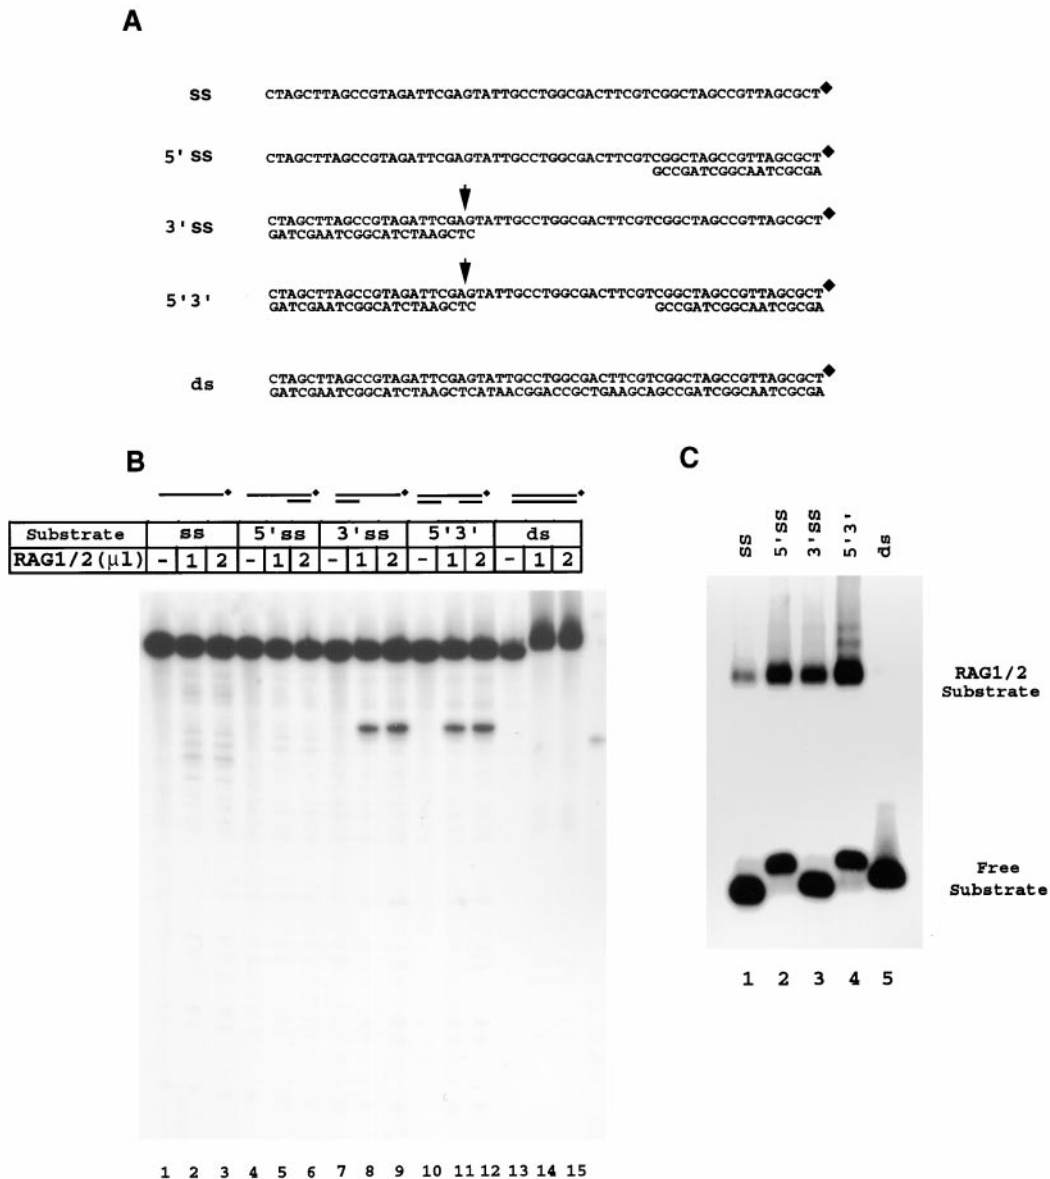 A
ss CTAGCTTAGCCGTAGATTCGAGTATTGCCTGGCGACTTCGTCGGCTAGCCGTTAGCGCT
5' ss CTAGCTTAGCCGTAGATTCGAGTATTGCCTGGCGACTTCGTCGGCTAGCCGTTAGCGCT
GCCGATCGGCAATCGCGA
3'ss CTAGCTTAGCCGTAGATTCGAGTATTGCCTGGCGACTTCGTCGGCTAGCCGTTAGCGCT
GATCGAATCGGCATCTAAGCTC
5'3' CTAGCTTAGCCGTAGATTCGAGTATTGCCTGGCGACTTCGTCGGCTAGCCGTTAGCGCT
GATCGAATCGGCATCTAAGCTC GCCGATCGGCAATCGCGA
ds CTAGCTTAGCCGTAGATTCGAGTATTGCCTGGCGACTTCGTCGGCTAGCCGTTAGCGCT
GATCGAATCGGCATCTAAGCTCATAACGGACCGCTGAAGCAGCCGATCGGCAATCGCGA
B
Substrate ss 5'ss 3'ss 5'3' ds
RAG1/2(μl) - 1 2 - 1 2 - 1 2 - 1 2 - 1 2
1 2 3 4 5 6 7 8 9 10 11 12 13 14 15
C
ss 5'ss 3'ss 5'3' ds
RAG1/2
Substrate
Free
Substrate
1 2 3 4 5